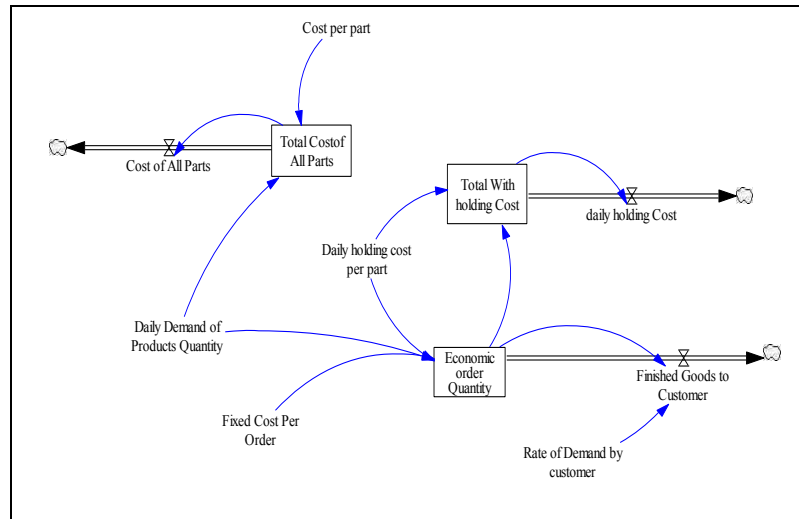 Cost per part
Total Costof
All Parts
Cost of All Parts
Total With
holding Cost
daily holding Cost
Daily holding cost
per part
Daily Demand of
Products Quantity
Economic
order
Quantity
Finished Goods to
Customer
Fixed Cost Per
Order
Rate of Demand by
customer